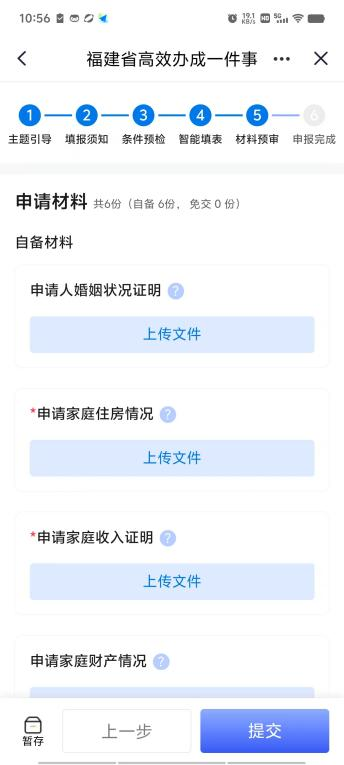 10:56 19.1 KB/s HD 5G
福建省高效办成一件事
1 2 3 4 5 6
主题引导 填报须知 条件预检 智能填表 材料预审 申报完成
申请材料 共6份（自备 6份， 免交 0 份）
自备材料
申请人婚姻状况证明 ?
上传文件
*申请家庭住房情况 ?
上传文件
*申请家庭收入证明 ?
上传文件
申请家庭财产情况 ?
暂存 上一步 提交